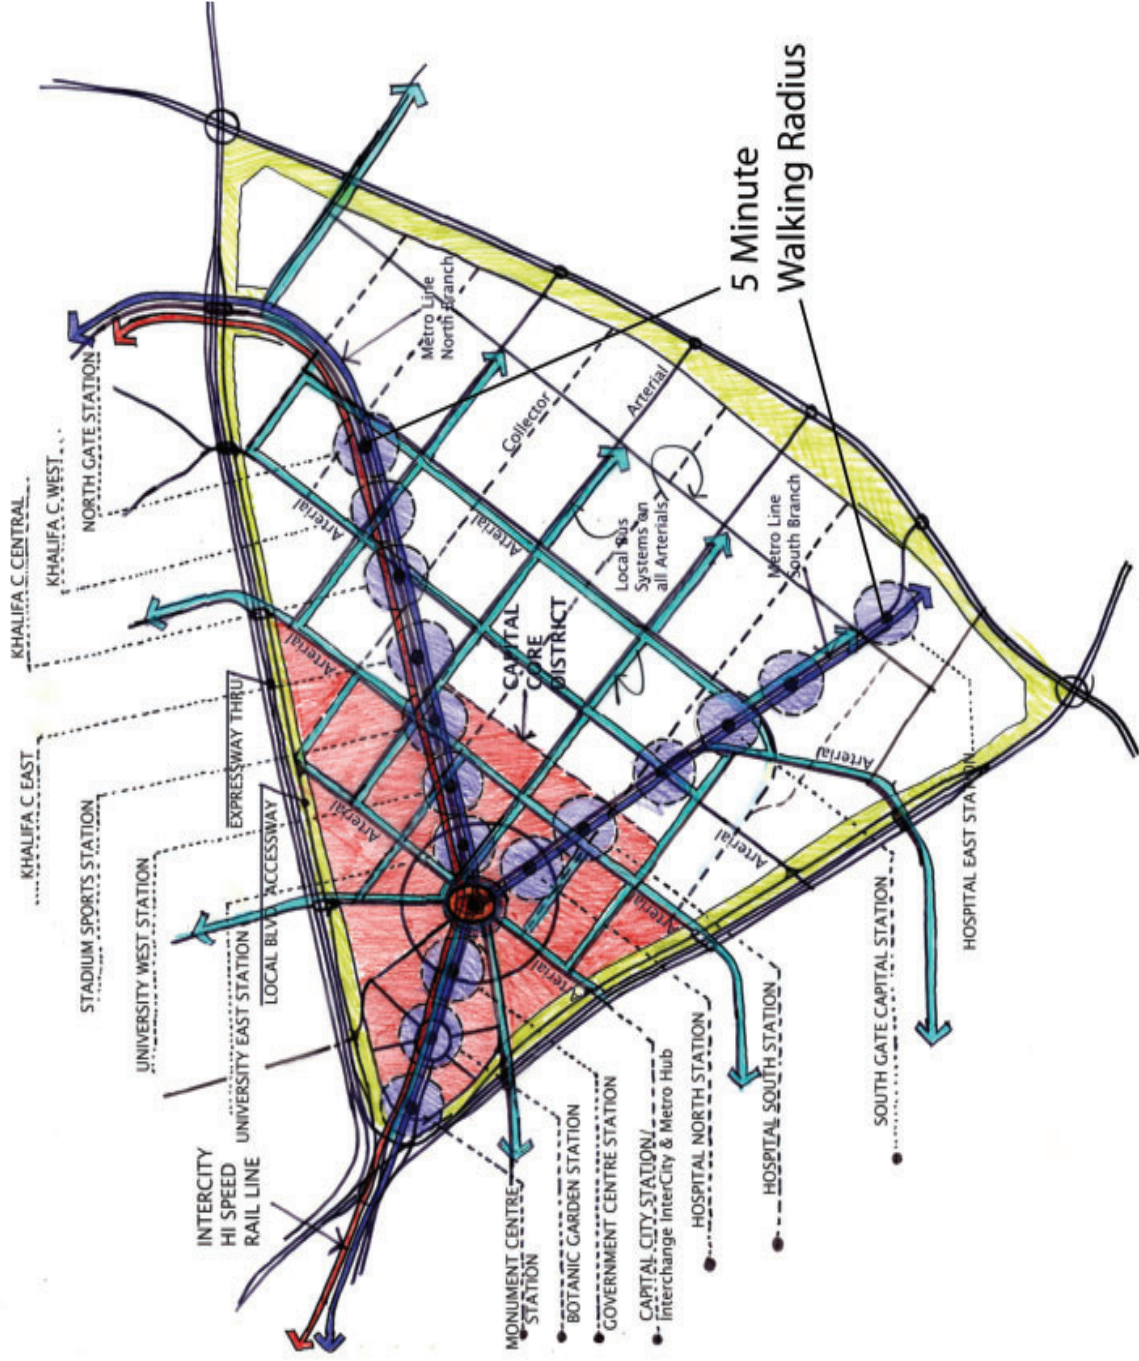 KHALIFA C CENTRAL
KHALIFA C EAST
KHALIFA C WEST
NORTH GATE STATION
STADIUM SPORTS STATION
UNIVERSITY WEST STATION
UNIVERSITY EAST STATION
EXPRESSWAY THRU
LOCAL BLVD. ACCESSWAY
INTERCITY
HI SPEED
RAIL LINE
Arterial
Arterial
Arterial
Metro Line
North Branch
Arterial
CAPITAL
CORE
DISTRICT
Collector
Arterial
Local Bus
Systems on
all Arterials
Metro Line
South Branch
5 Minute
Walking Radius
Arterial
Arterial
Arterial
Arterial
Arterial
MONUMENT CENTRE
STATION
BOTANIC GARDEN STATION
GOVERNMENT CENTRE STATION
CAPITAL CITY STATION/
Interchange InterCity & Metro Hub
HOSPITAL NORTH STATION
HOSPITAL SOUTH STATION
SOUTH GATE CAPITAL STATION
HOSPITAL EAST STATION